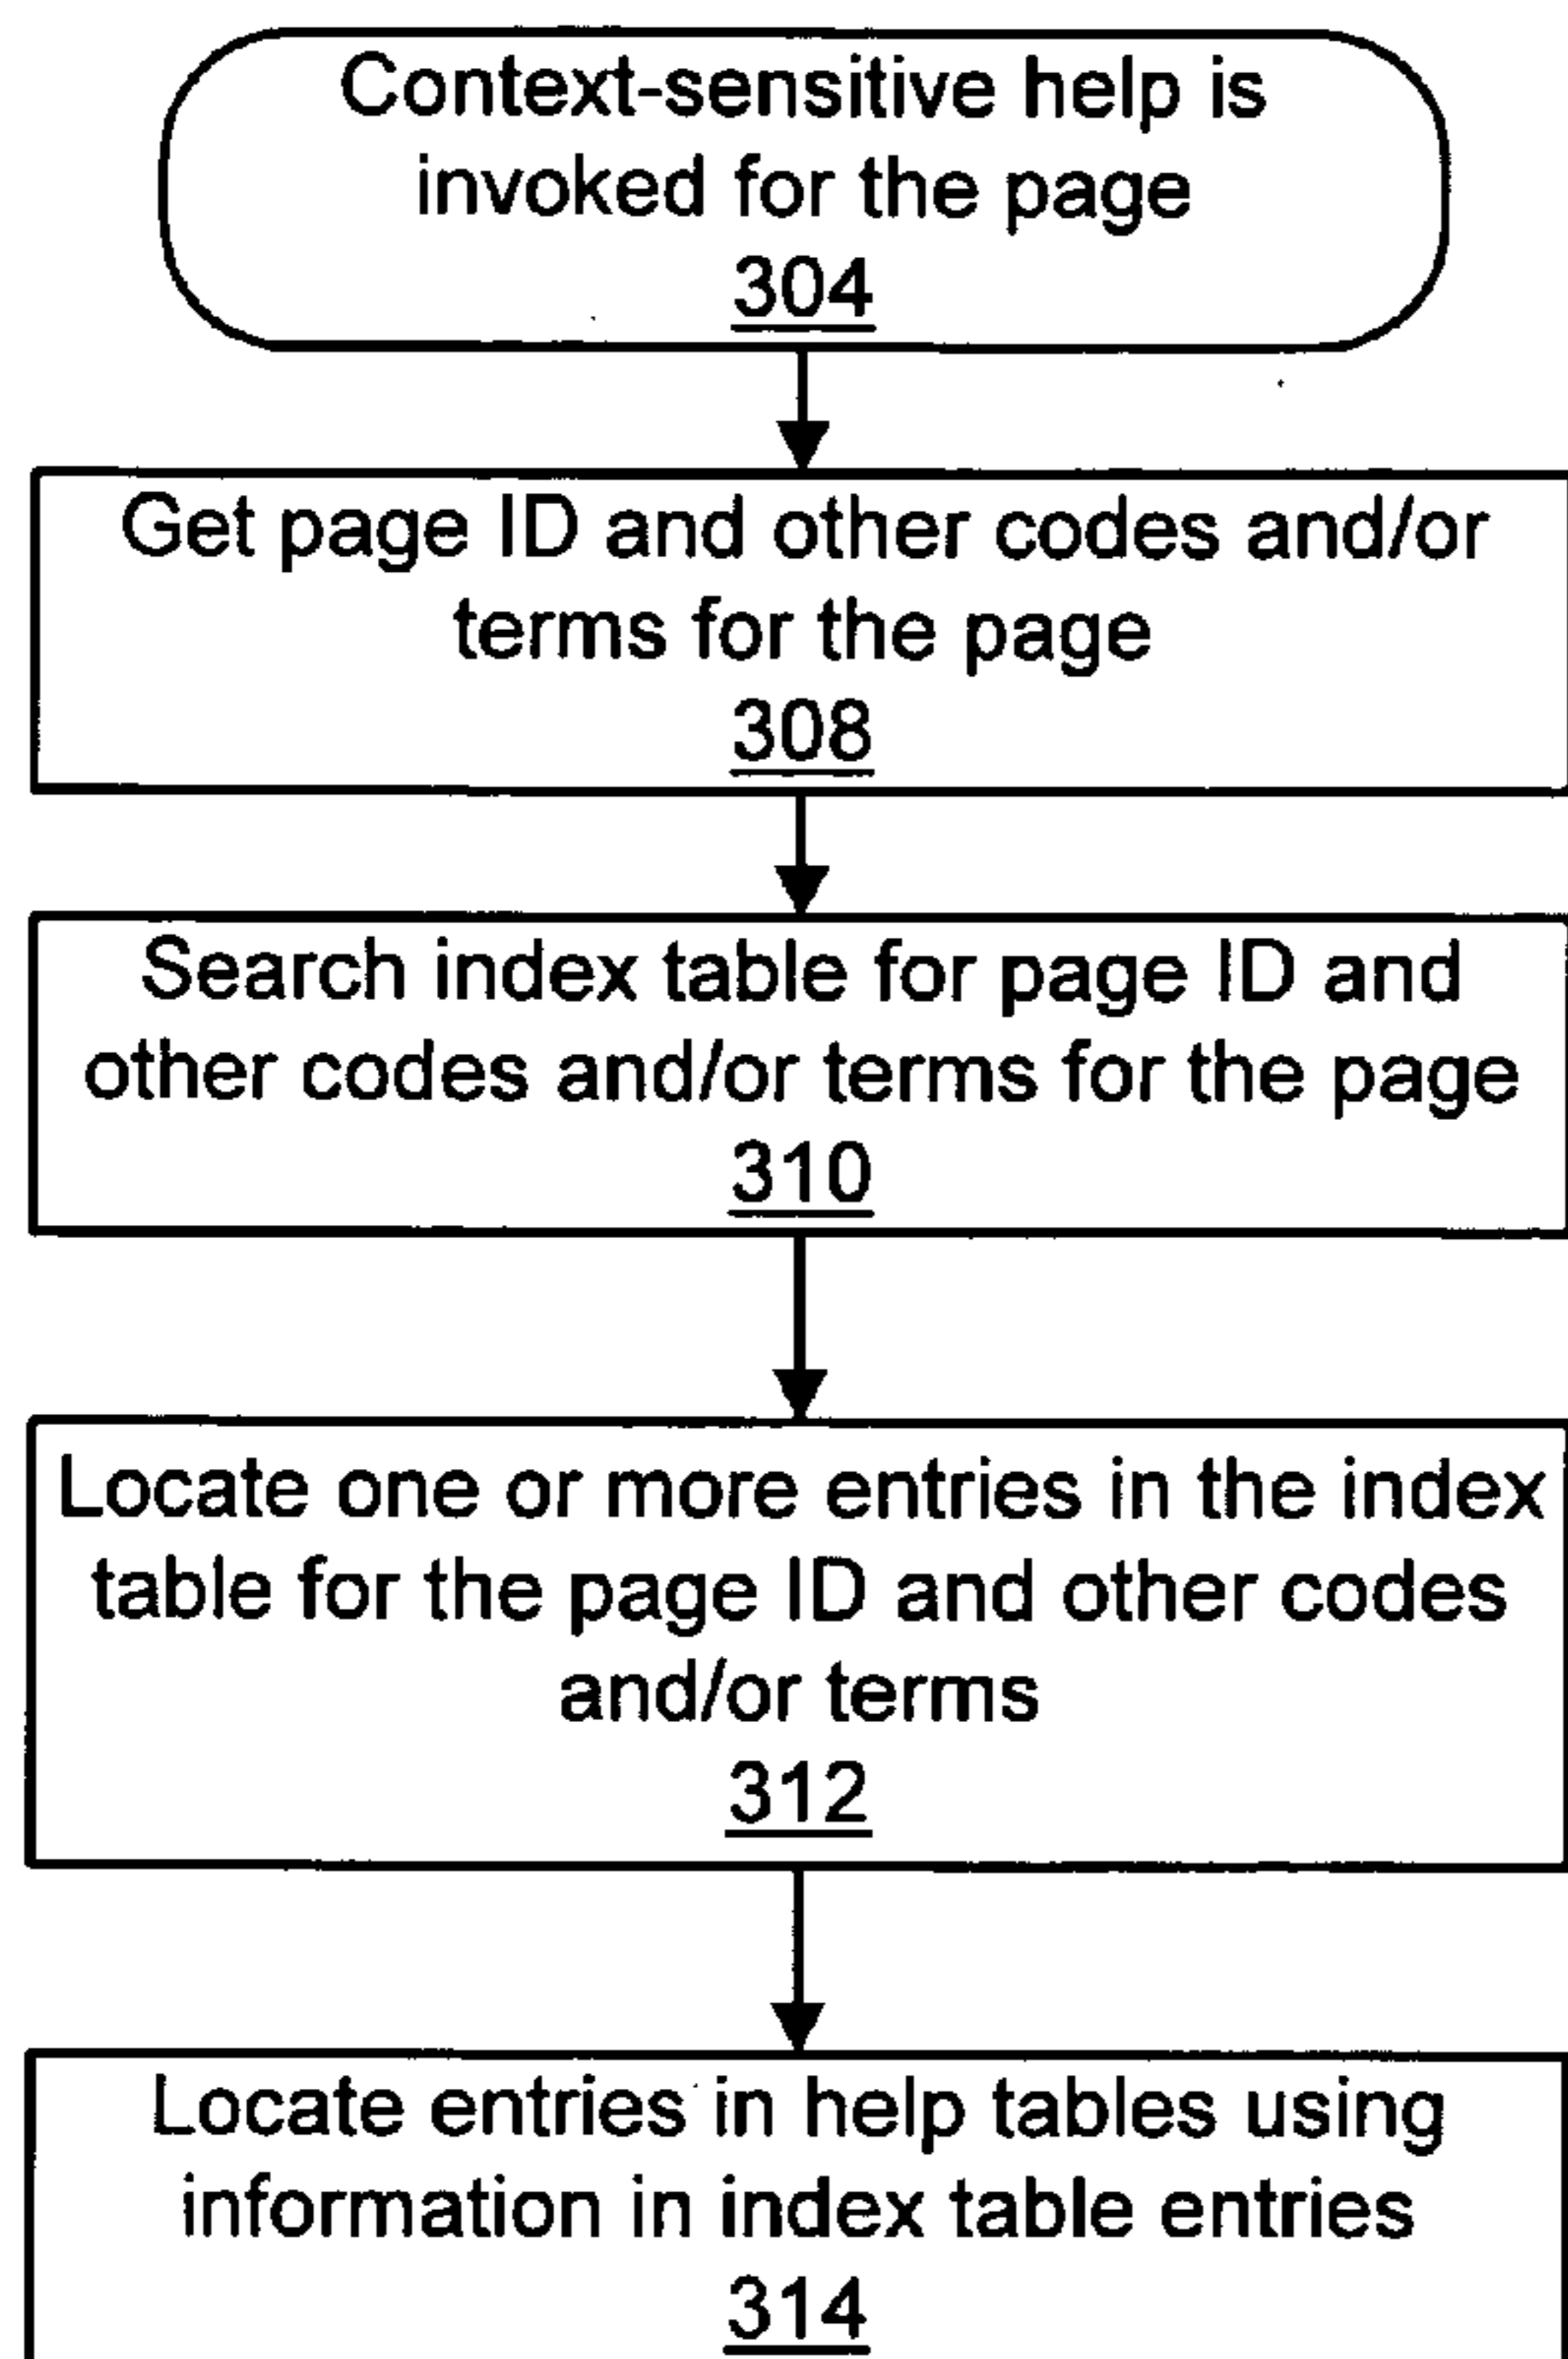 Context-sensitive help is
invoked for the page
304
Get page ID and other codes and/or
terms for the page
308
Search index table for page ID and
other codes and/or terms for the page
310
Locate one or more entries in the index
table for the page ID and other codes
and/or terms
312
Locate entries in help tables using
information in index table entries
314